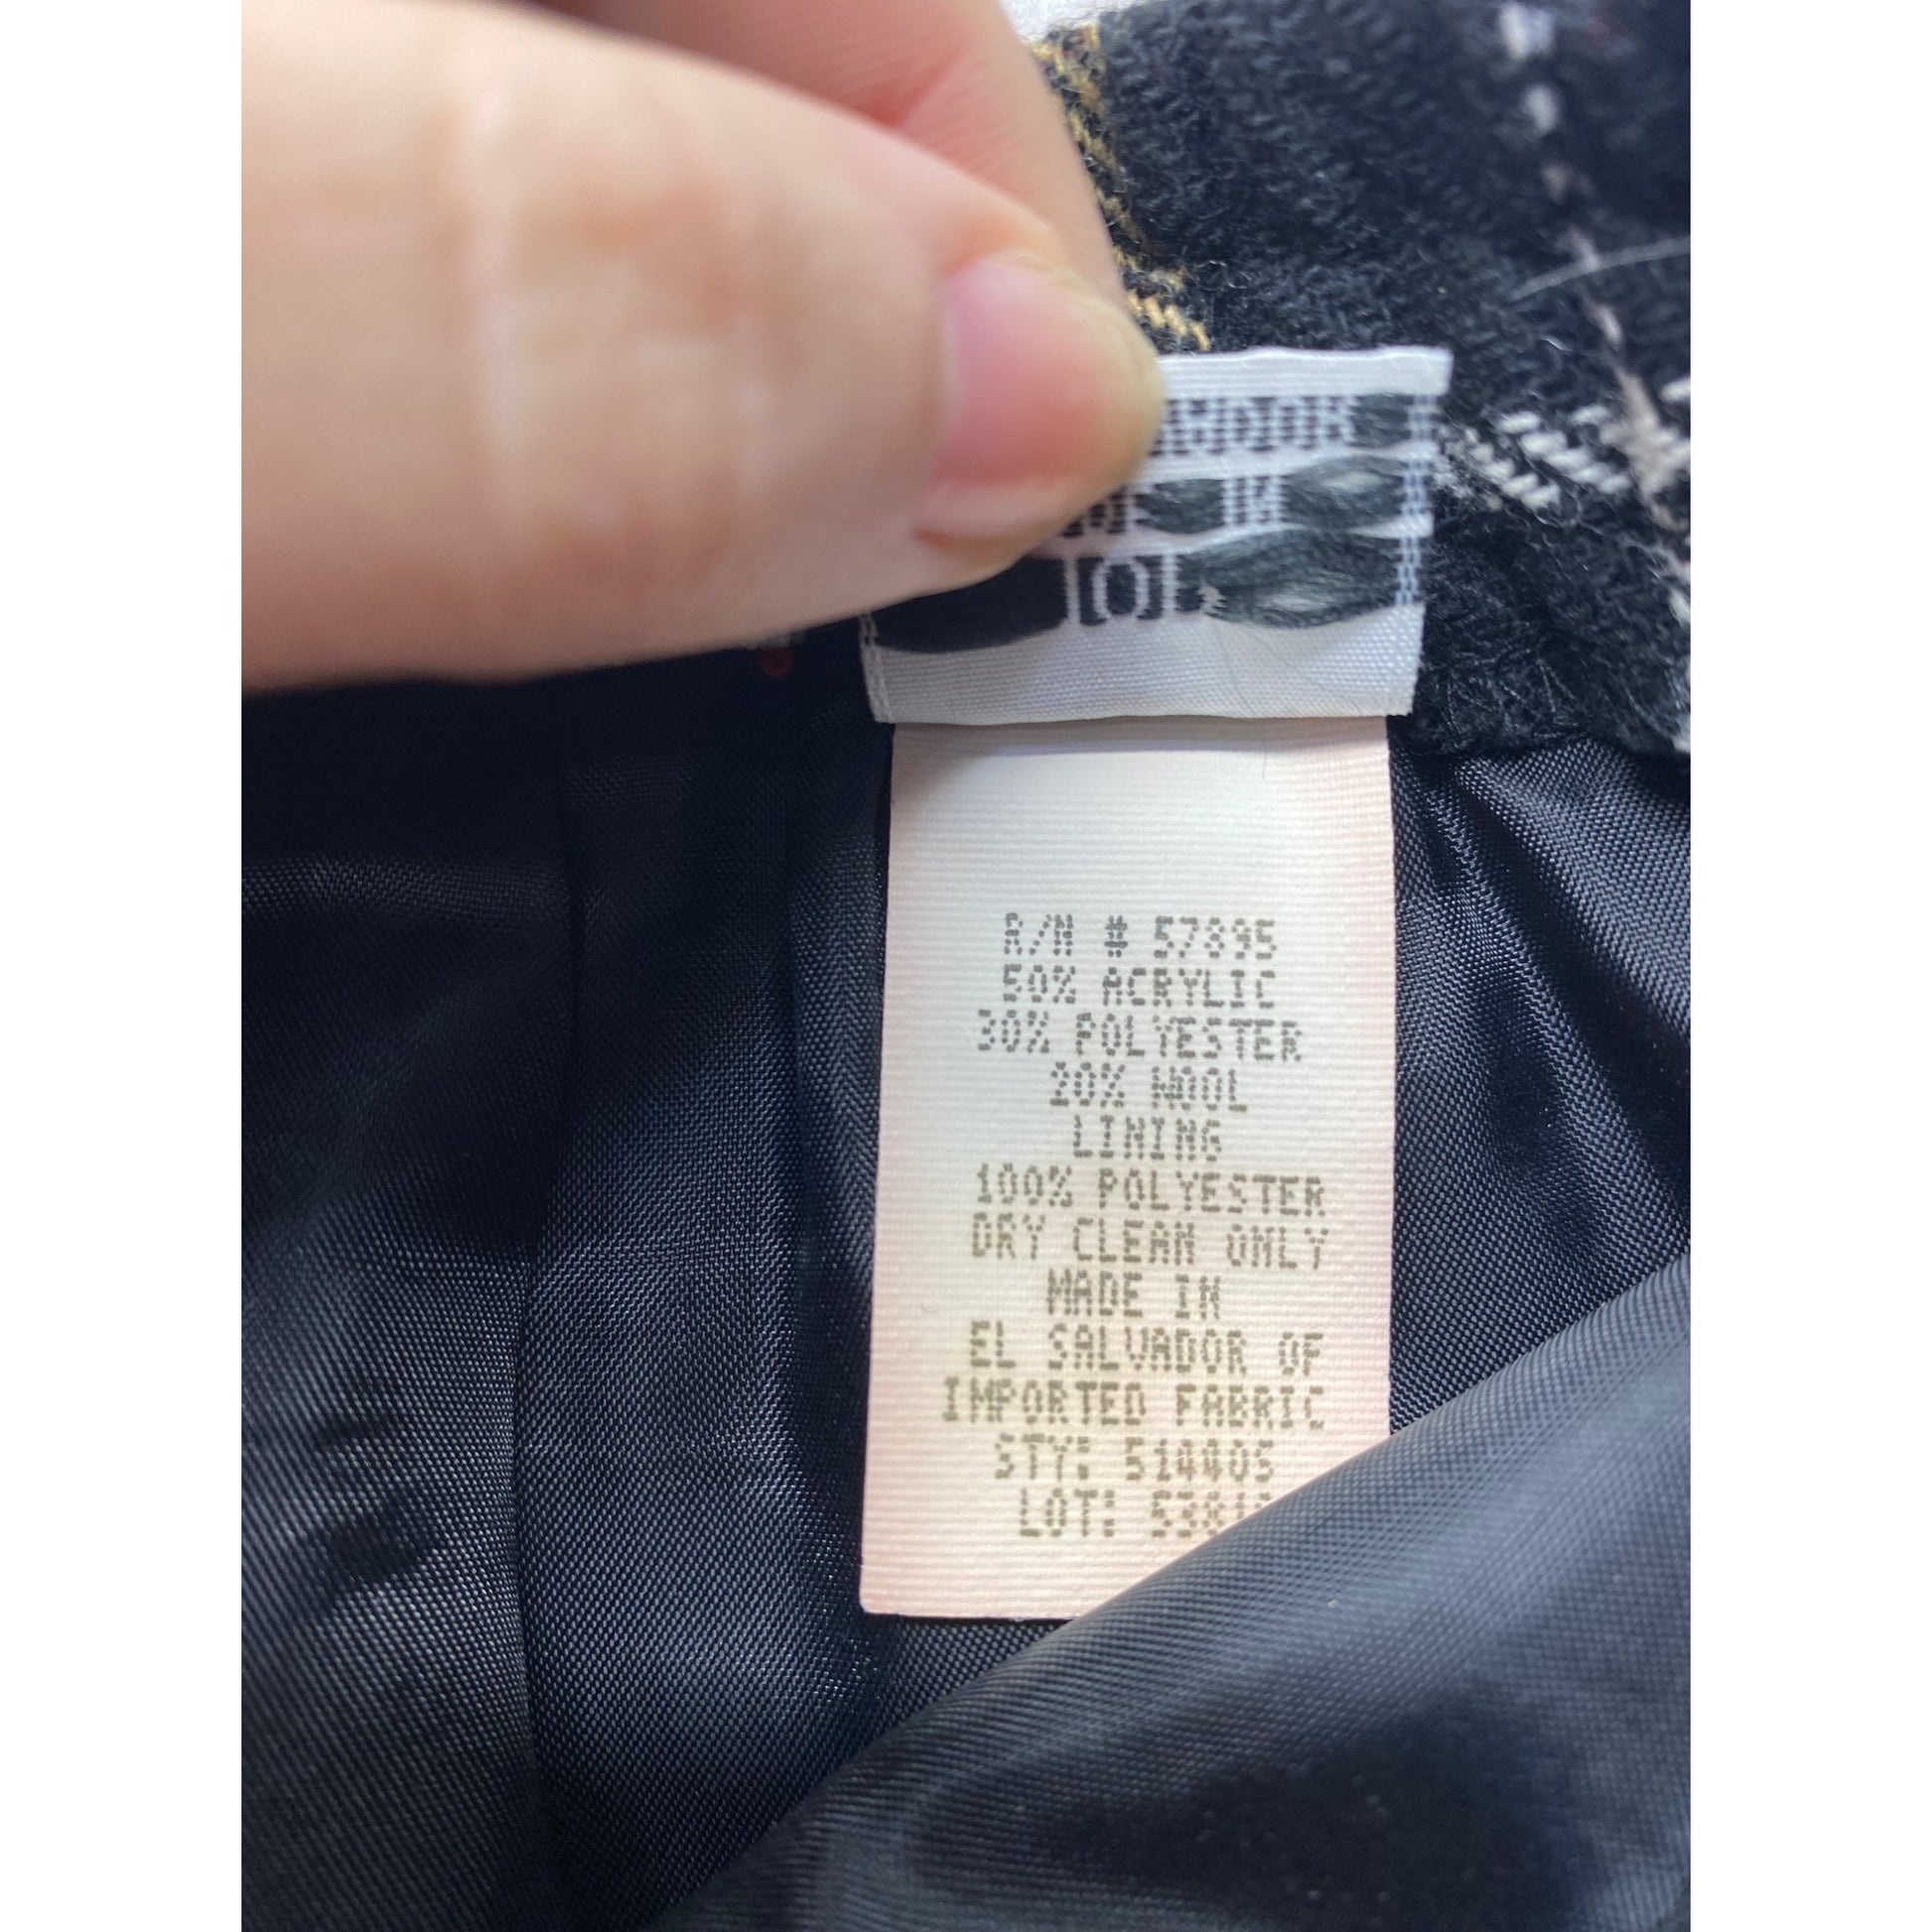 R/N # 57895
50% ACRYLIC
30% POLYESTER
20% WOOL
LINING
100% POLYESTER
DRY CLEAN ONLY
MADE IN
EL SALVADOR OF
IMPORTED FABRIC
STY: 514405
LOT: